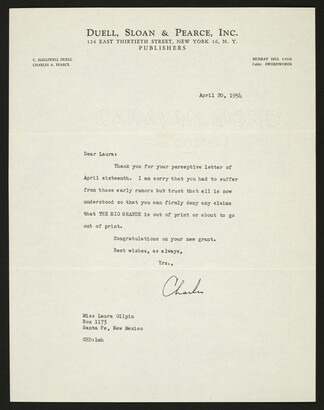 DUELL, SLOAN & PEARCE, INC.
124 EAST THIRTIETH STREET, NEW YORK 16, N. Y.
PUBLISHERS
C. HALLIWELL DUELL
CHARLES A. PEARCE
MURRAY HILL
Cable:
April 20, 1954
Dear Laura:
Thank you for your perceptive letter of
April sixteenth. I am sorry that you had to suffer
from those early rumors but trust that all is now
understood so that you can firmly deny any claims
that THE RIO GRANDE is out of print or about to go
out of print.
Congratulations on your new grant.
Best wishes, as always,
Yrs.,
Charles
Miss Laura Gilpin
Box 1173
Santa Fe, New Mexico